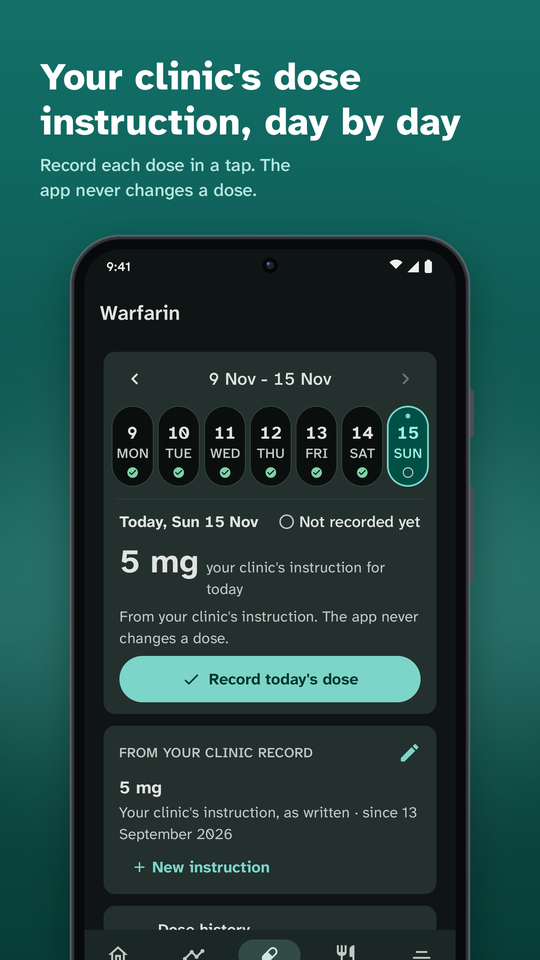 Your clinic's dose
instruction, day by day
Record each dose in a tap. The
app never changes a dose.
9:41
Warfarin
9 Nov - 15 Nov
9 10 11 12 13 14 15
MON TUE WED THU FRI SAT SUN
Today, Sun 15 Nov Not recorded yet
5 mg your clinic's instruction for
today
From your clinic's instruction. The app never
changes a dose.
Record today's dose
FROM YOUR CLINIC RECORD
5 mg
Your clinic's instruction, as written · since 13
September 2026
+ New instruction
Dose history